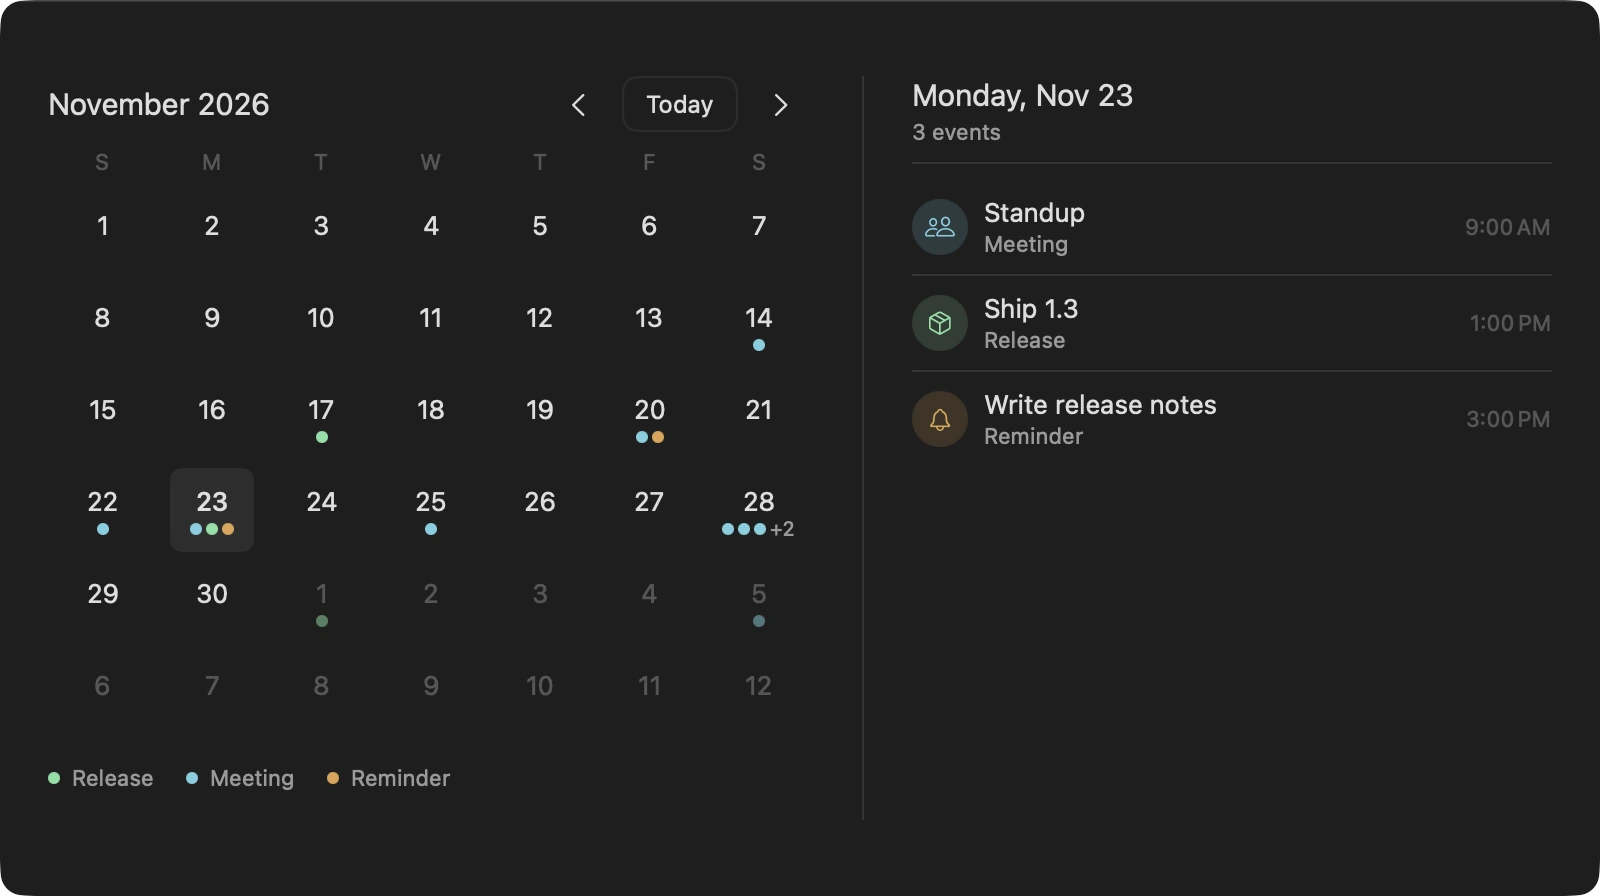 November 2026
Today
S M T W T F S
1 2 3 4 5 6 7
8 9 10 11 12 13 14
15 16 17 18 19 20 21
22 23 24 25 26 27 28
+2
29 30 1 2 3 4 5
6 7 8 9 10 11 12
Release Meeting Reminder
Monday, Nov 23
3 events
Standup
Meeting
9:00 AM
Ship 1.3
Release
1:00 PM
Write release notes
Reminder
3:00 PM